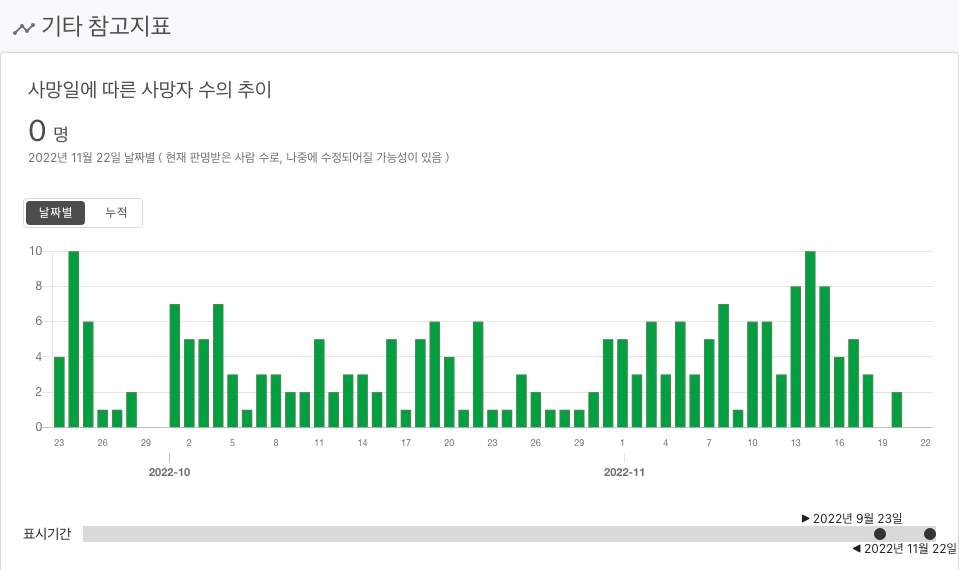 기타 참고지표
사망일에 따른 사망자 수의 추이
0 명
2022년 11월 22일 날짜별 ( 현재 판명받은 사람 수로, 나중에 수정되어질 가능성이 있음 )
날짜별 누적
10
8
6
4
2
0
23 26 29 2 5 8 11 14 17 20 23 26 29 1 4 7 10 13 16 19 22
2022-10 2022-11
▶ 2022년 9월 23일
표시기간
◀ 2022년 11월 22일